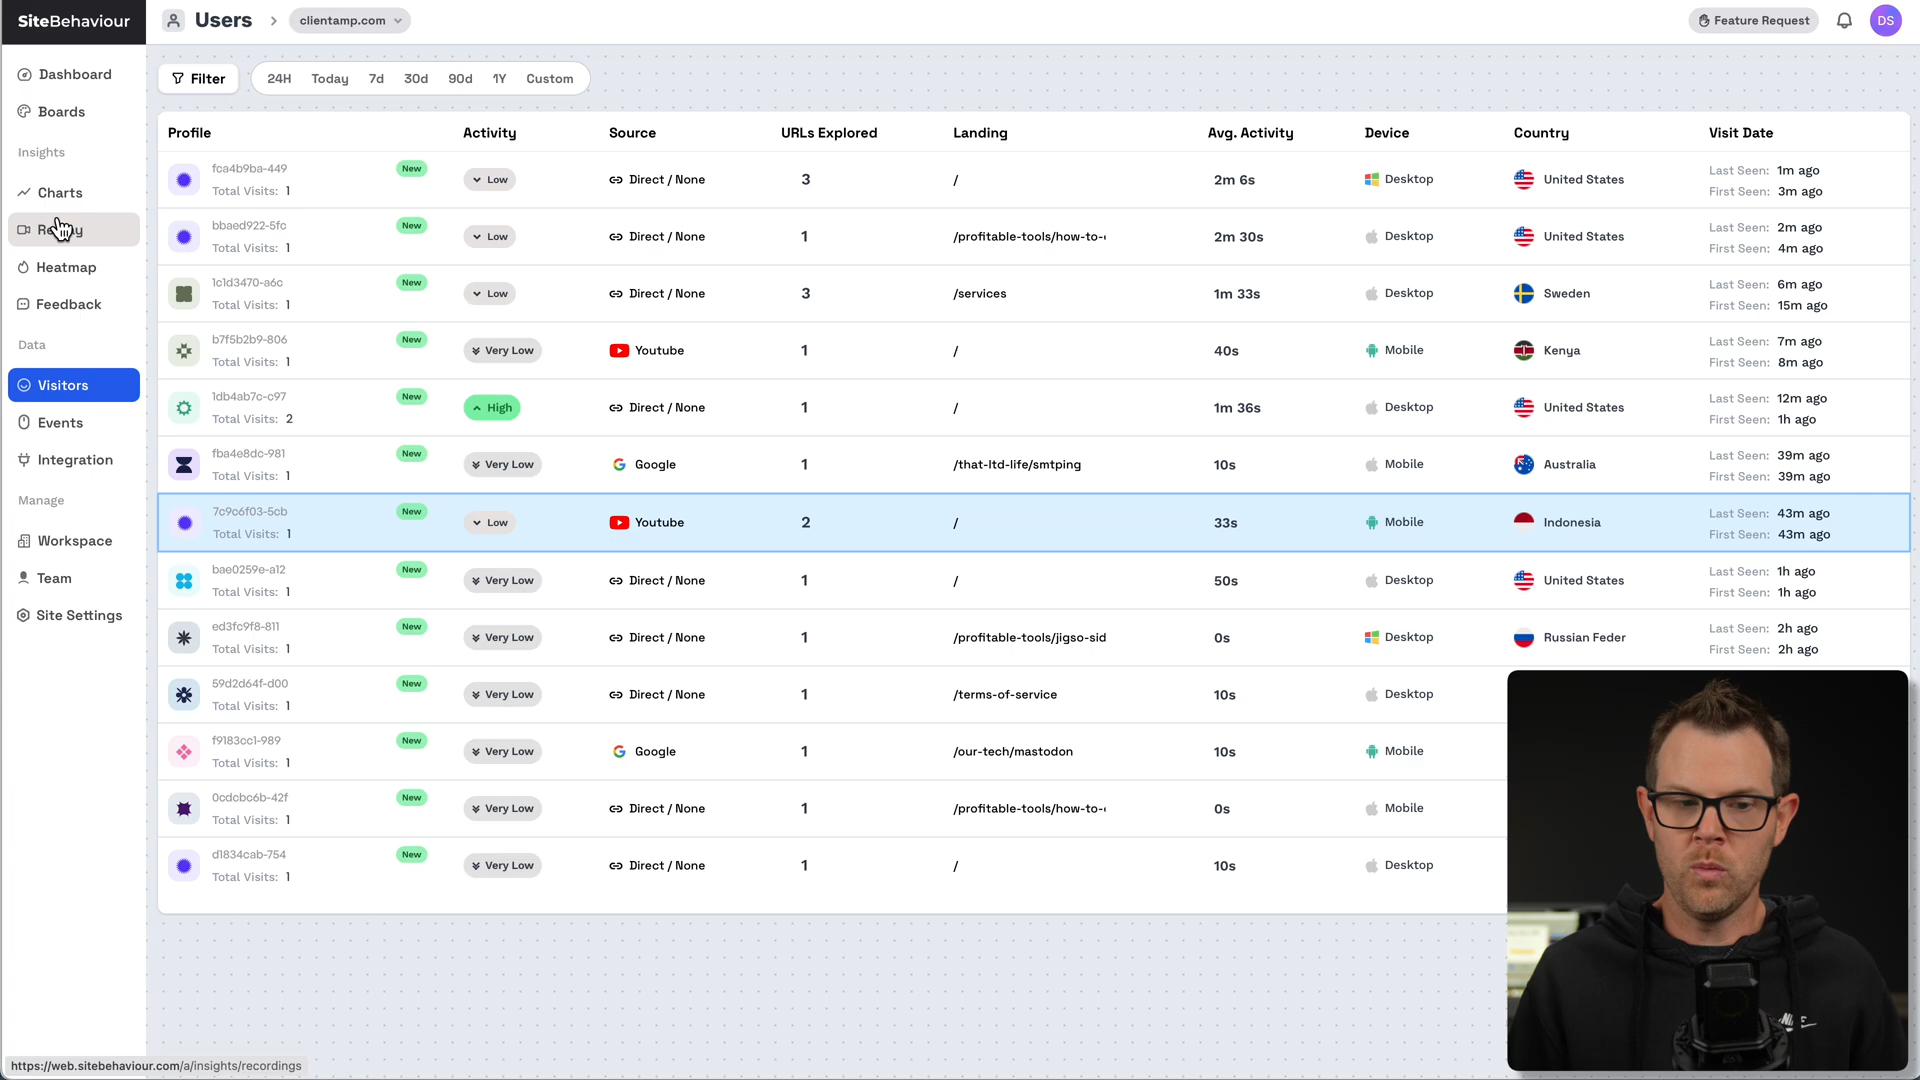 SiteBehaviour
Users
clientamp.com
Feature Request
DS
Dashboard
Boards
Insights
Charts
Heatmap
Feedback
Data
Visitors
Events
Integration
Manage
Workspace
Team
Site Settings
Filter
24H Today 7d 30d 90d 1Y Custom
Profile Activity Source URLs Explored Landing Avg. Activity Device Country Visit Date
fca4b9ba-449 New
Total Visits: 1
Low Direct / None 3 / 2m 6s Desktop United States
Last Seen: 1m ago
First Seen: 3m ago
bbaed922-5fc New
Total Visits: 1
Low Direct / None 1 /profitable-tools/how-to- 2m 30s Desktop United States
Last Seen: 2m ago
First Seen: 4m ago
1c1d3470-a6c New
Total Visits: 1
Low Direct / None 3 /services 1m 33s Desktop Sweden
Last Seen: 6m ago
First Seen: 15m ago
b7f5b2b9-806 New
Total Visits: 1
Very Low Youtube 1 / 40s Mobile Kenya
Last Seen: 7m ago
First Seen: 8m ago
1db4ab7c-c97 New
Total Visits: 2
High Direct / None 1 / 1m 36s Desktop United States
Last Seen: 12m ago
First Seen: 1h ago
fba4e8dc-981 New
Total Visits: 1
Very Low Google 1 /that-ltd-life/smtping 10s Mobile Australia
Last Seen: 39m ago
First Seen: 39m ago
7c9c6f03-5cb New
Total Visits: 1
Low Youtube 2 / 33s Mobile Indonesia
Last Seen: 43m ago
First Seen: 43m ago
bae0259e-a12 New
Total Visits: 1
Very Low Direct / None 1 / 50s Desktop United States
Last Seen: 1h ago
First Seen: 1h ago
ed3fc9f8-811 New
Total Visits: 1
Very Low Direct / None 1 /profitable-tools/jigso-sid 0s Desktop Russian Feder
Last Seen: 2h ago
First Seen: 2h ago
59d2d64f-d00 New
Total Visits: 1
Very Low Direct / None 1 /terms-of-service 10s Desktop
f9183cc1-989 New
Total Visits: 1
Very Low Google 1 /our-tech/mastodon 10s Mobile
0cdcbc6b-42f New
Total Visits: 1
Very Low Direct / None 1 /profitable-tools/how-to- 0s Mobile
d1834cab-754 New
Total Visits: 1
Very Low Direct / None 1 / 10s Desktop
https://web.sitebehaviour.com/a/insights/recordings